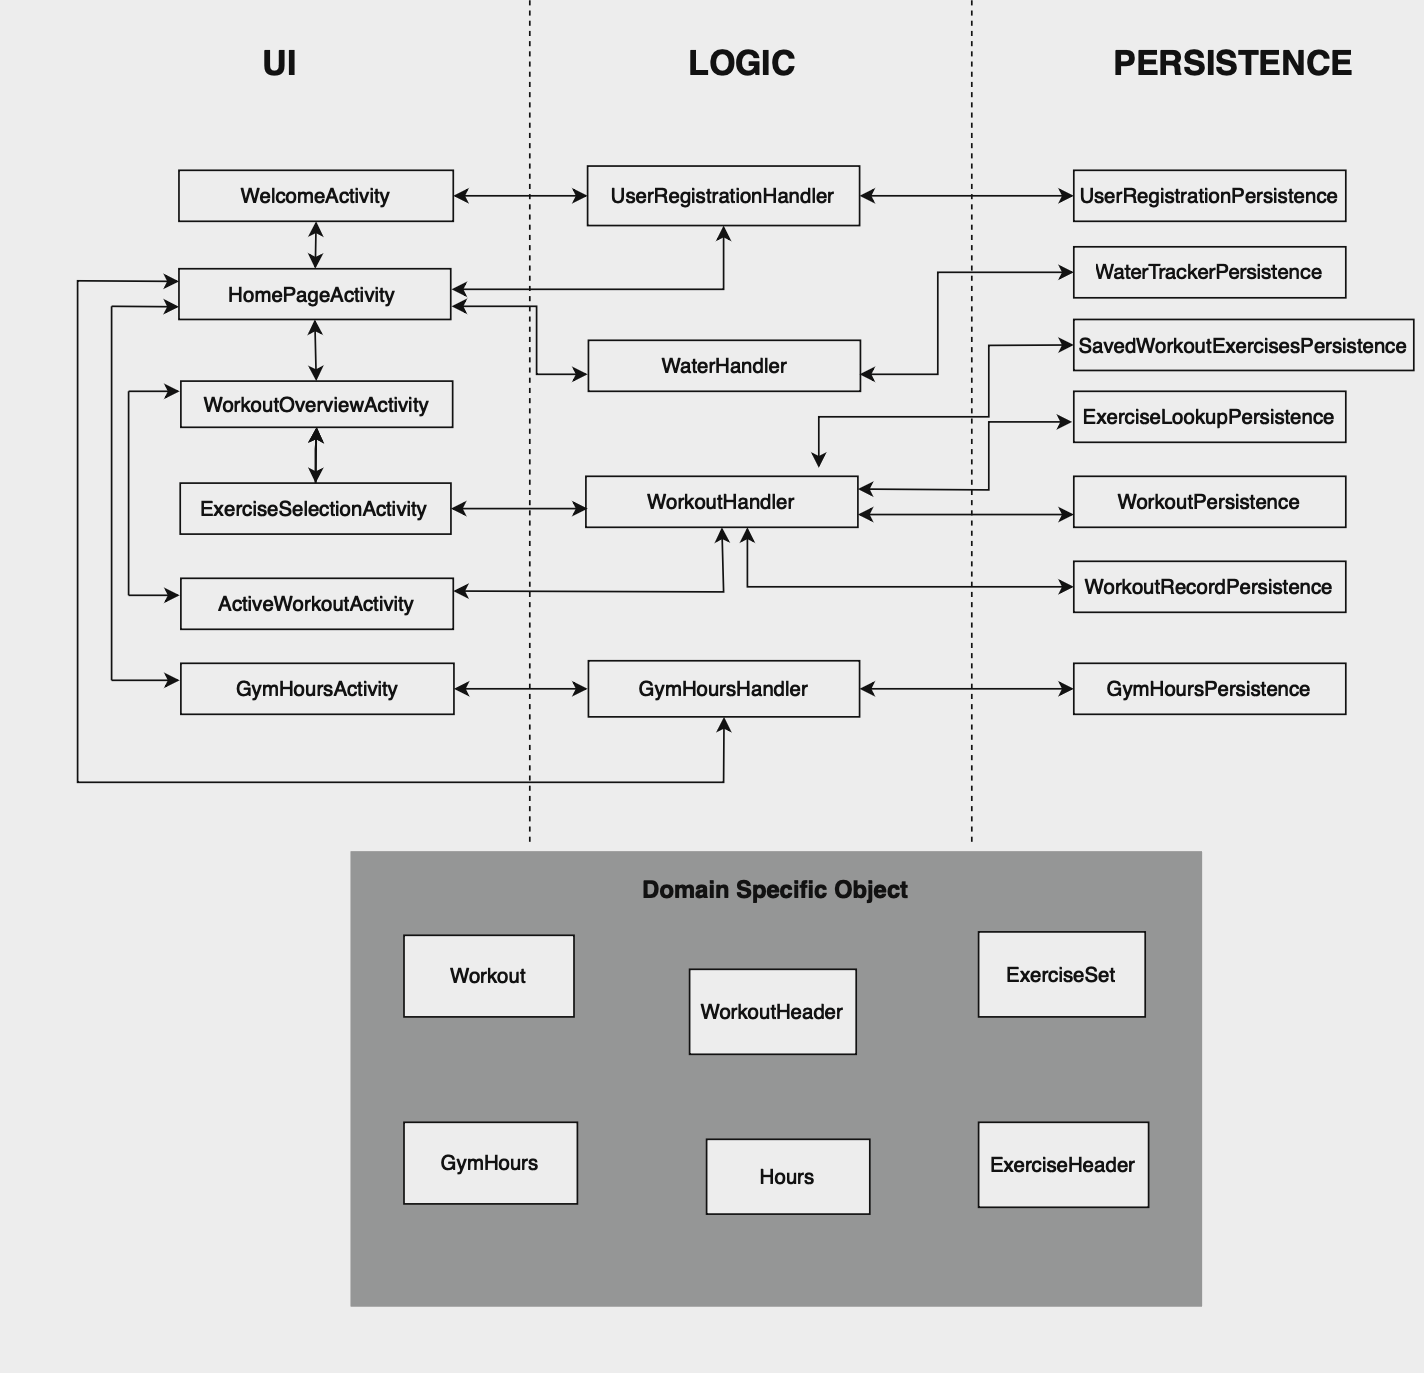 UI
LOGIC
PERSISTENCE
WelcomeActivity
UserRegistrationHandler
UserRegistrationPersistence
HomePageActivity
WaterTrackerPersistence
WaterHandler
SavedWorkoutExercisesPersistence
WorkoutOverviewActivity
ExerciseLookupPersistence
ExerciseSelectionActivity
WorkoutHandler
WorkoutPersistence
ActiveWorkoutActivity
WorkoutRecordPersistence
GymHoursActivity
GymHoursHandler
GymHoursPersistence
Domain Specific Object
Workout
WorkoutHeader
ExerciseSet
GymHours
Hours
ExerciseHeader